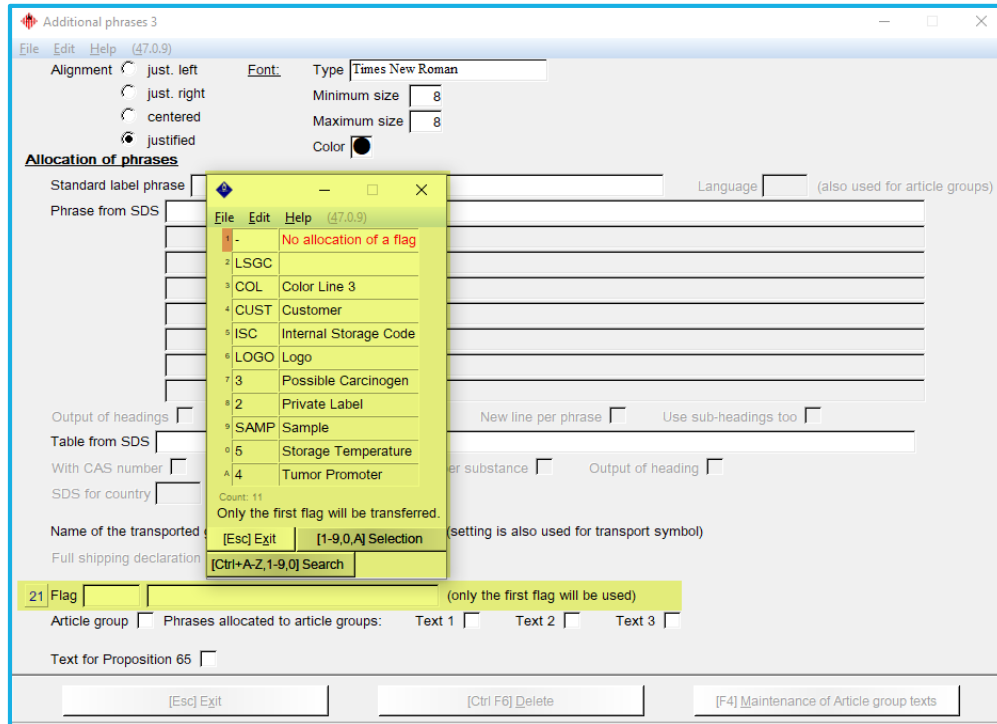 Additional phrases 3
File Edit Help (47.0.9)
Alignment just. left Font: Type Times New Roman
just. right Minimum size 8
centered Maximum size 8
justified Color
Allocation of phrases
Standard label phrase Language (also used for article groups)
Phrase from SDS
File Edit Help (47.0.9)
1 - No allocation of a flag
2 LSGC
3 COL Color Line 3
4 CUST Customer
5 ISC Internal Storage Code
6 LOGO Logo
7 3 Possible Carcinogen
8 2 Private Label
9 SAMP Sample
0 5 Storage Temperature
A 4 Tumor Promoter
Count: 11
Only the first flag will be transferred.
[Esc] Exit [1-9,0,A] Selection
[Ctrl+A-Z,1-9,0] Search
Output of headings New line per phrase Use sub-headings too
Table from SDS
With CAS number er substance Output of heading
SDS for country
Name of the transported (setting is also used for transport symbol)
Full shipping declaration
21 Flag (only the first flag will be used)
Article group Phrases allocated to article groups: Text 1 Text 2 Text 3
Text for Proposition 65
[Esc] Exit [Ctrl F6] Delete [F4] Maintenance of Article group texts